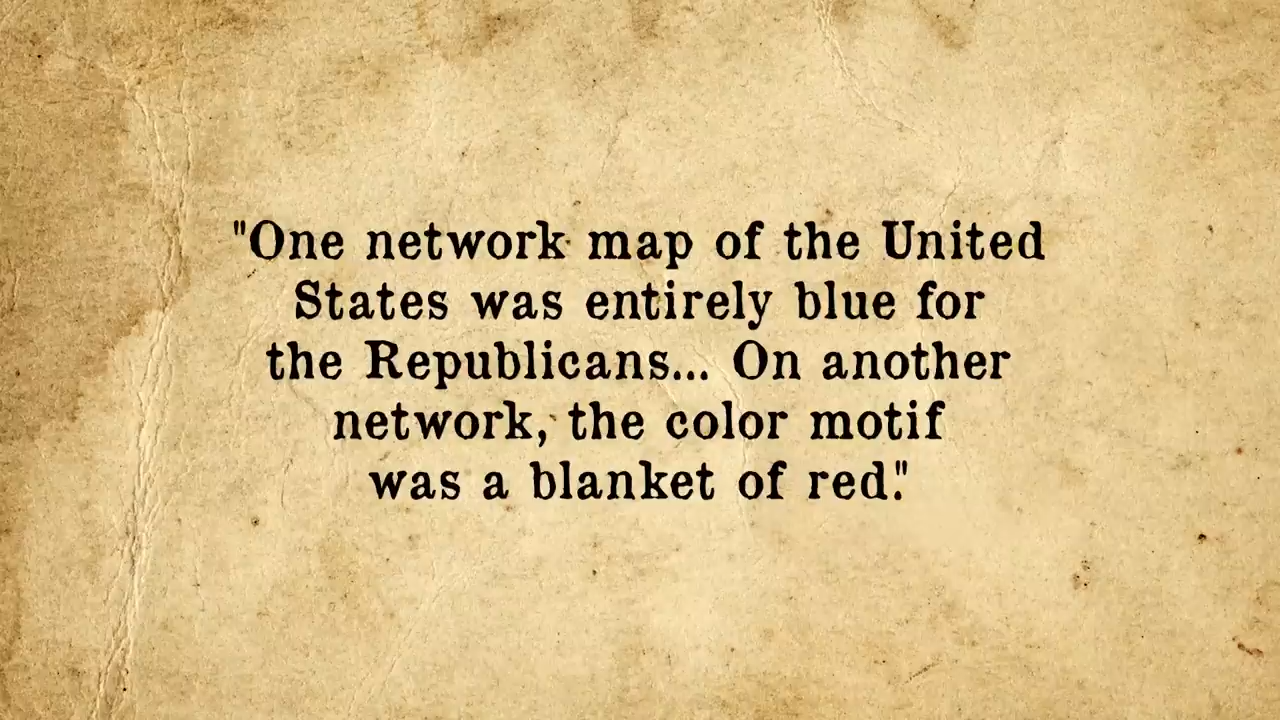 "One network map of the United
States was entirely blue for
the Republicans... On another
network, the color motif
was a blanket of red."